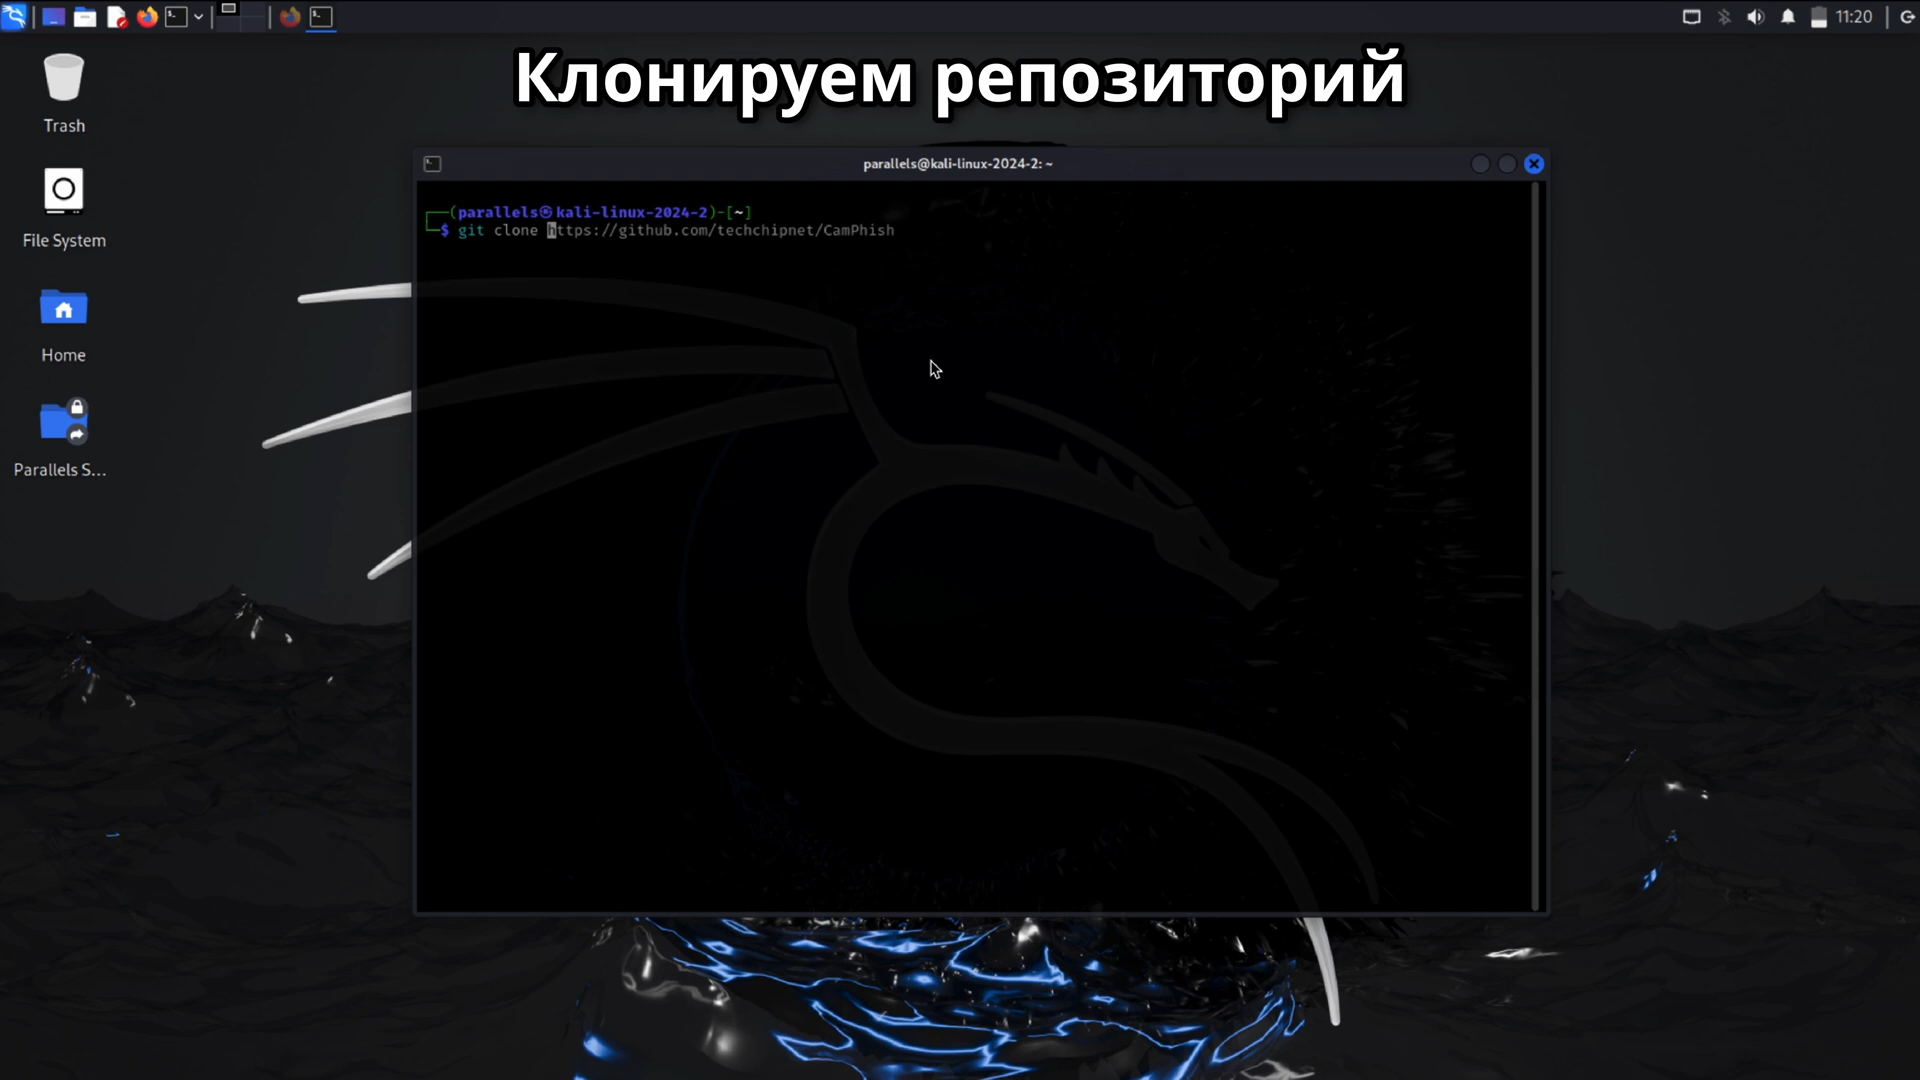 11:20
Клонируем репозиторий
Trash
File System
Home
Parallels S...
parallels@kali-linux-2024-2: ~
┌──(parallels㉿kali-linux-2024-2)-[~]
└─$ git clone https://github.com/techchipnet/CamPhish